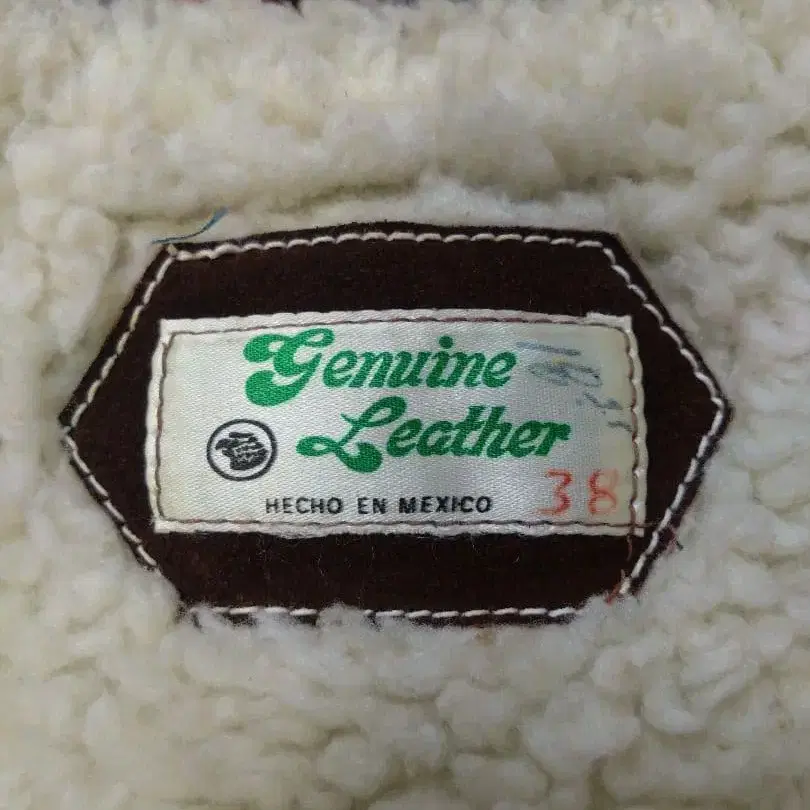 Genuine
Leather
HECHO EN MEXICO
38